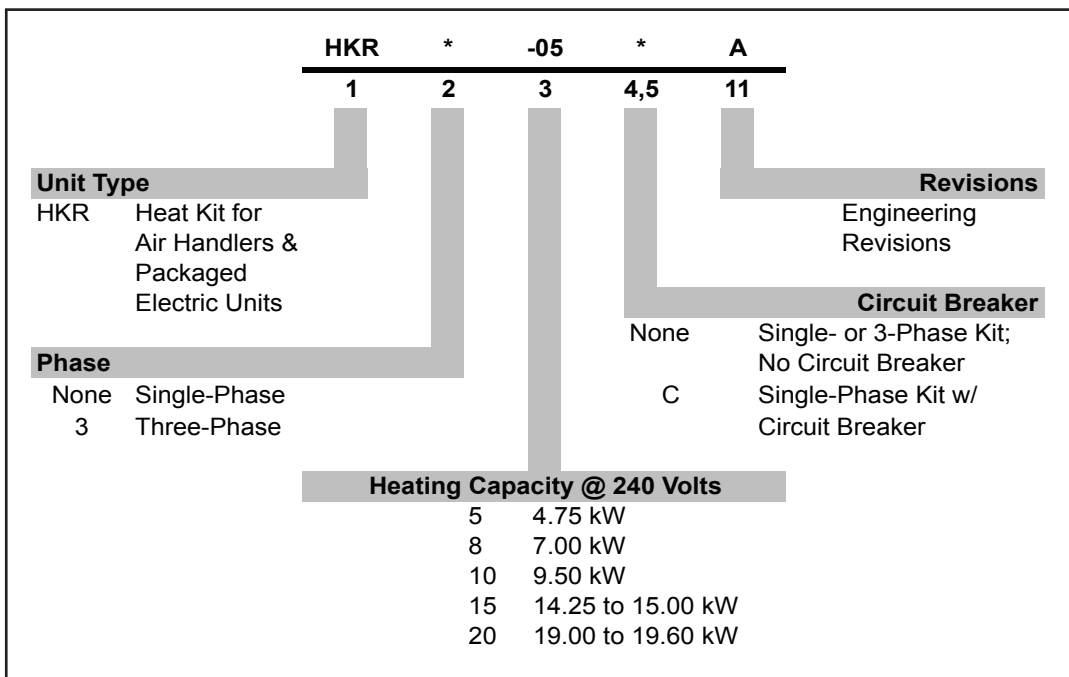 HKR * -05 * A
1 2 3 4,5 11
Unit Type
HKR Heat Kit for
Air Handlers &
Packaged
Electric Units
Revisions
Engineering
Revisions
Circuit Breaker
None Single- or 3-Phase Kit;
No Circuit Breaker
C Single-Phase Kit w/
Circuit Breaker
Phase
None Single-Phase
3 Three-Phase
Heating Capacity @ 240 Volts
5 4.75 kW
8 7.00 kW
10 9.50 kW
15 14.25 to 15.00 kW
20 19.00 to 19.60 kW